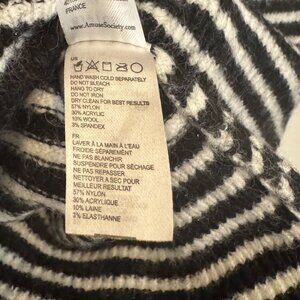 FRANCE
www.AmuseSociety.com
US
HAND WASH COLD SEPARATELY
DO NOT BLEACH
HANG TO DRY
DO NOT IRON
DRY CLEAN FOR BEST RESULTS
57% NYLON
30% ACRYLIC
10% WOOL
3% SPANDEX
FR
LAVER À LA MAIN À L'EAU
FROIDE SÉPARÉMENT
NE PAS BLANCHIR
SUSPENDRE POUR SÉCHAGE
NE PAS REPASSER
NETTOYER A SEC POUR
MEILLEUR RESULTAT
57% NYLON
30% ACRYLIQUE
10% LAINE
3% ELASTHANNE